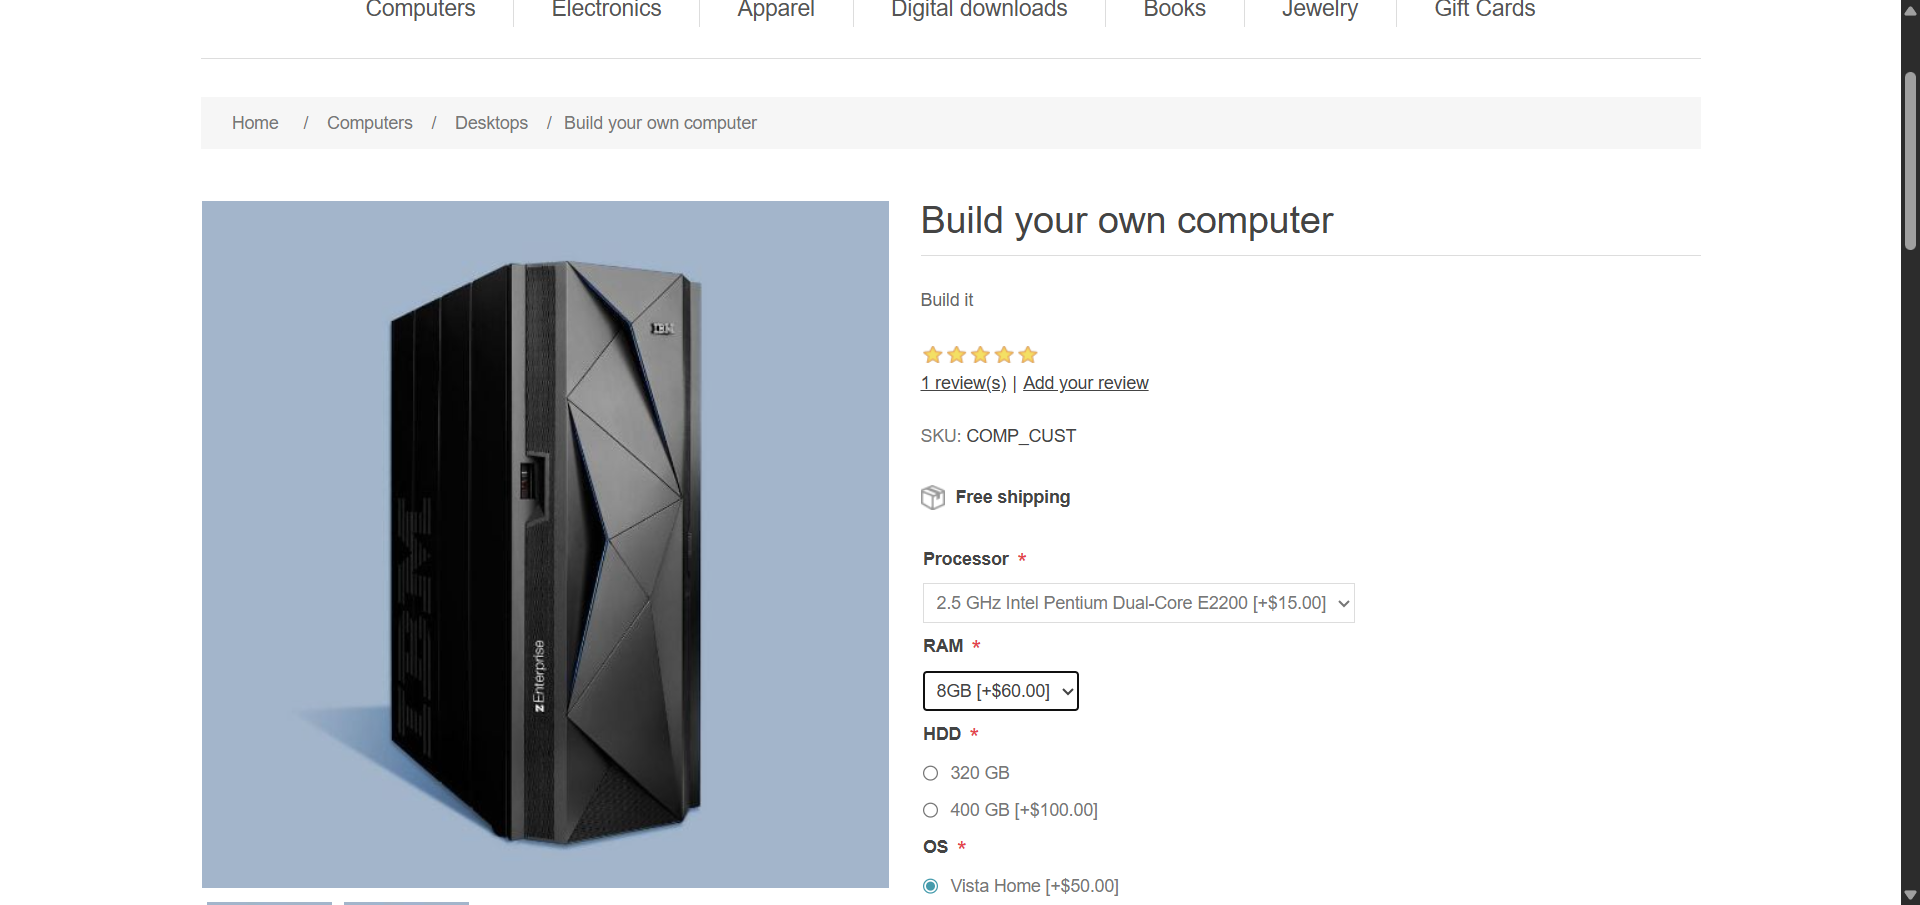 Computers
Electronics
Apparel
Digital downloads
Books
Jewelry
Gift Cards
Home / Computers / Desktops / Build your own computer
IBM
IBM
zEnterprise
Build your own computer
Build it
1 review(s) | Add your review
SKU: COMP_CUST
Free shipping
Processor *
2.5 GHz Intel Pentium Dual-Core E2200 [+$15.00]
RAM *
8GB [+$60.00]
HDD *
320 GB
400 GB [+$100.00]
OS *
Vista Home [+$50.00]